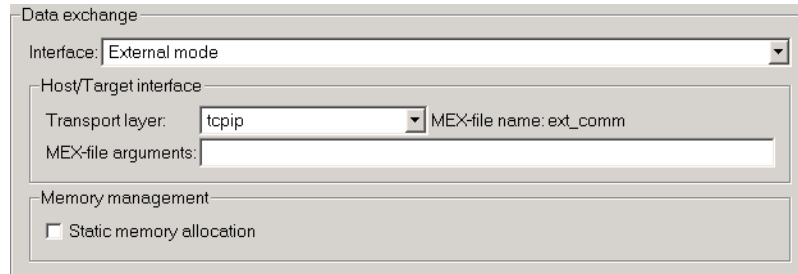 Data exchange
Interface: External mode
Host/Target interface
Transport layer: tcpip MEX-file name: ext_comm
MEX-file arguments:
Memory management
Static memory allocation